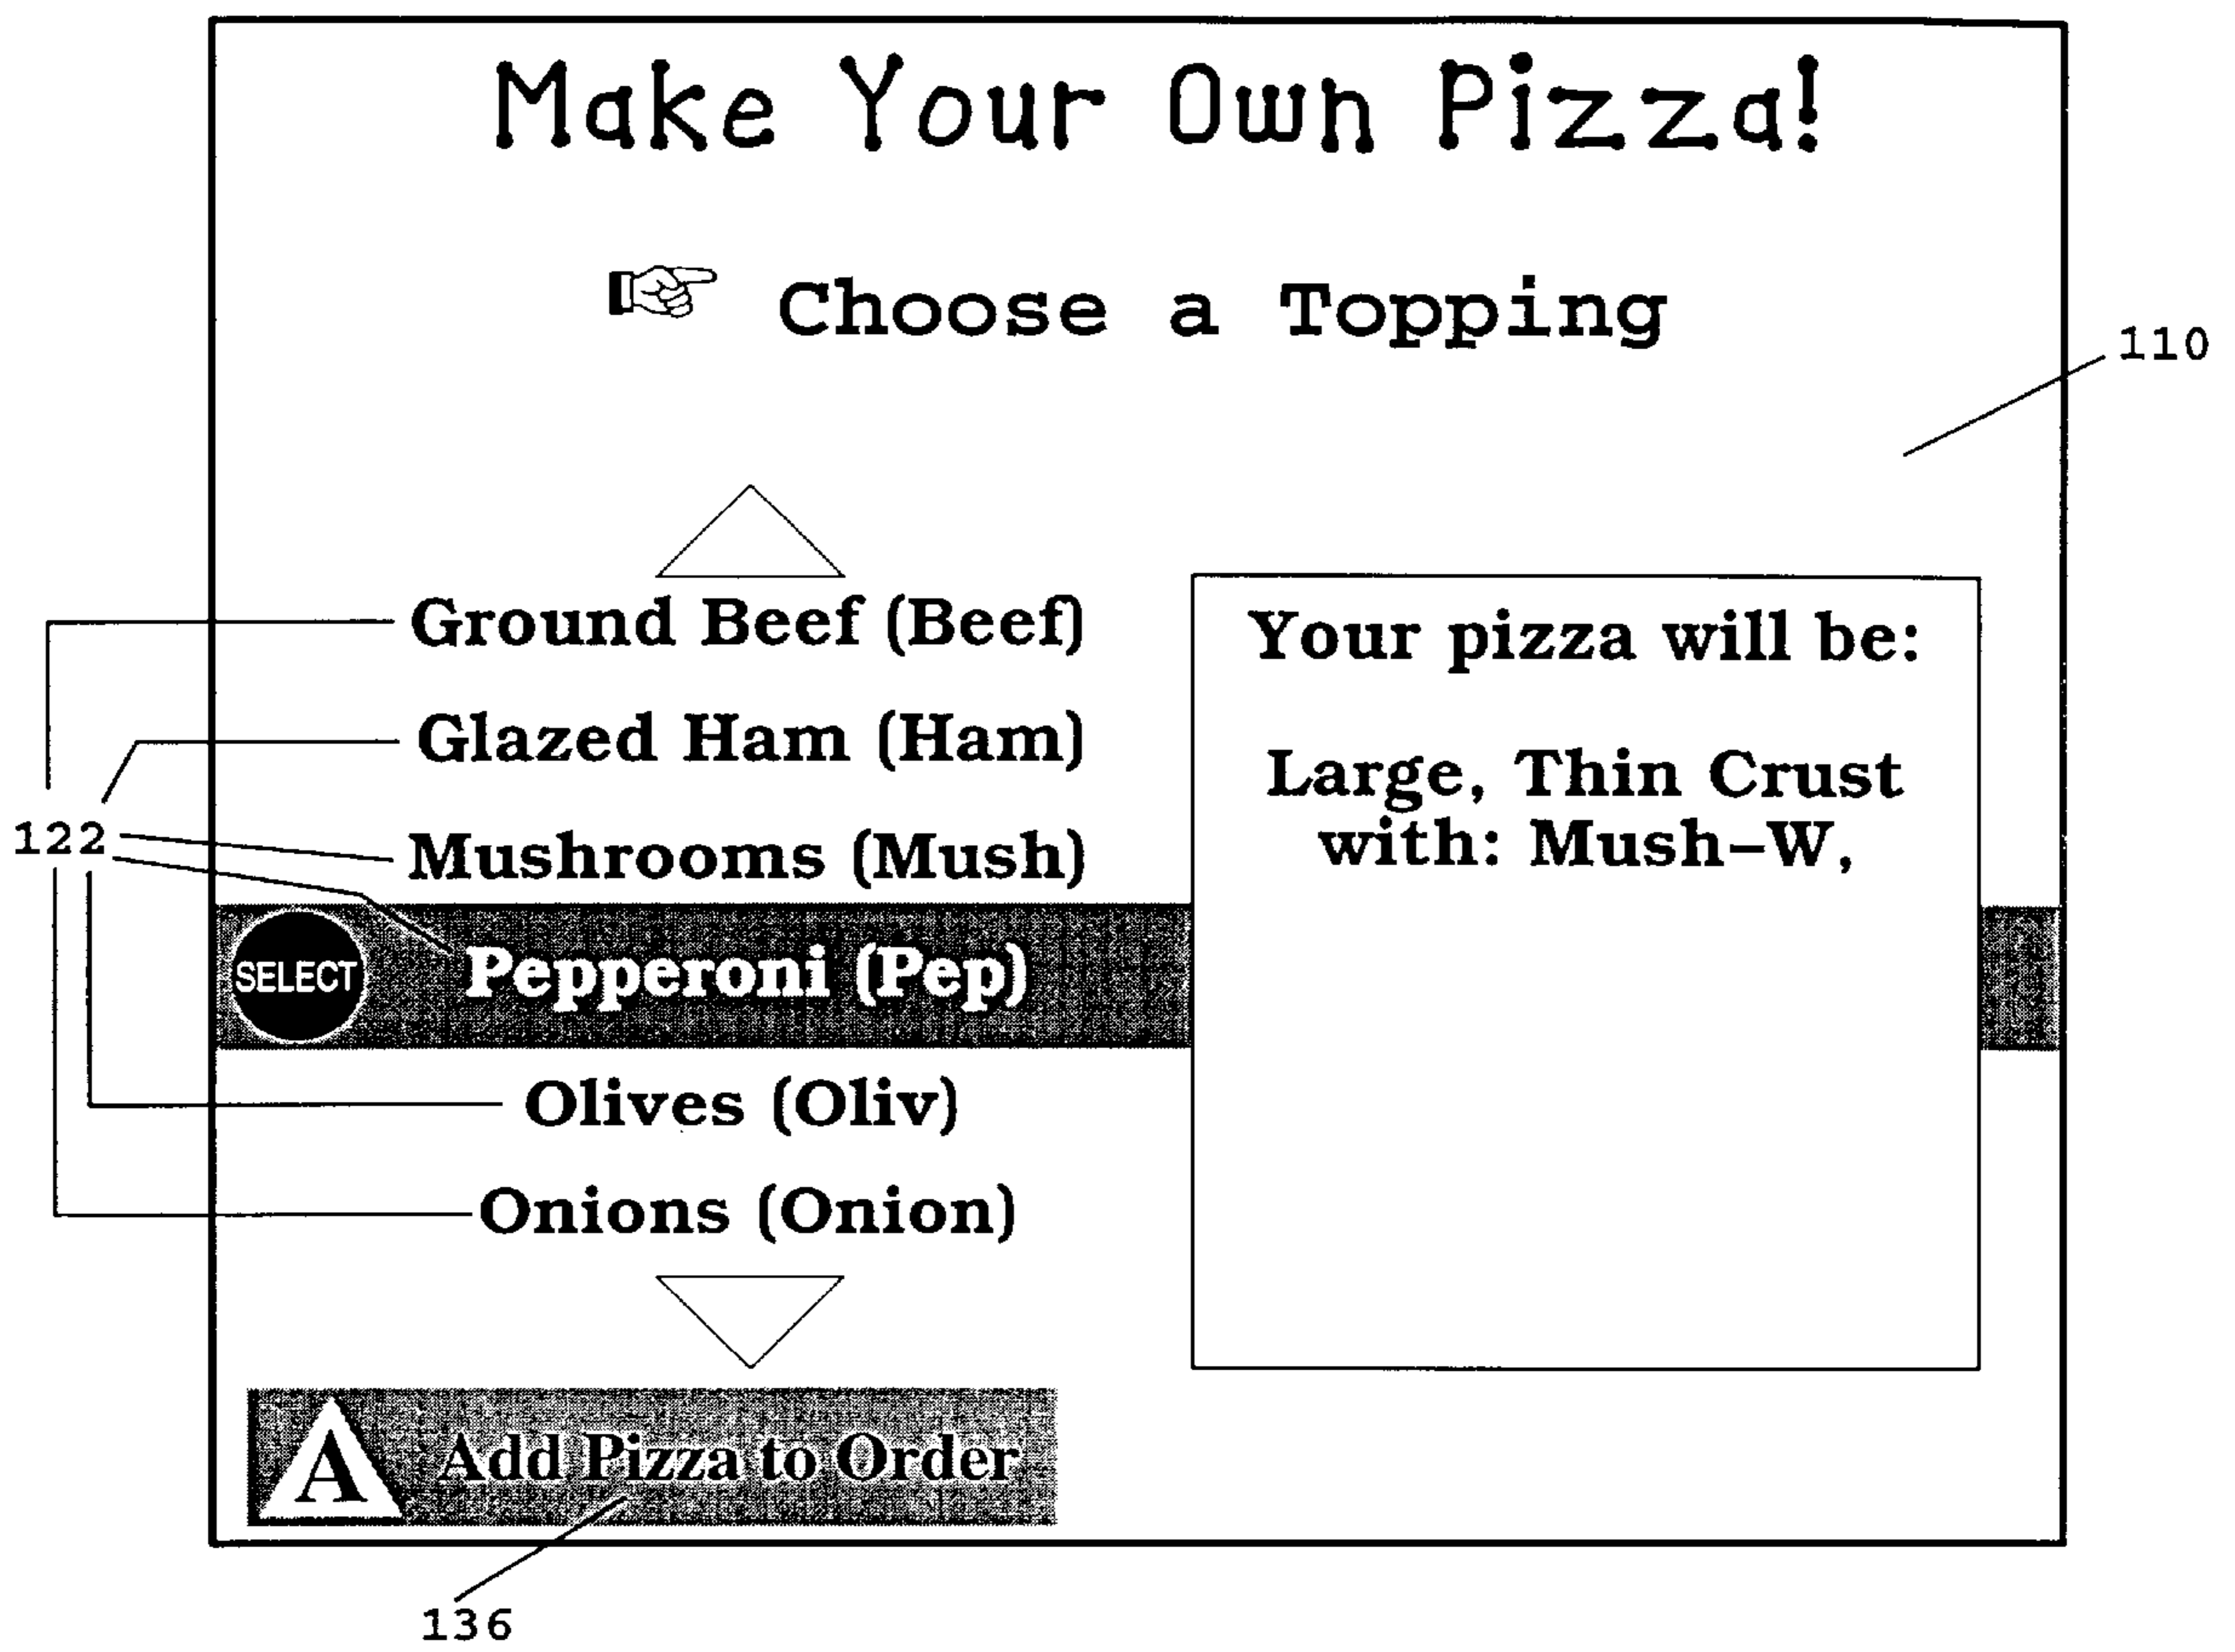 Make Your Own Pizza!
☞ Choose a Topping
110
Ground Beef (Beef)
Glazed Ham (Ham)
122
Mushrooms (Mush)
SELECT Pepperoni (Pep)
Olives (Oliv)
Onions (Onion)
Your pizza will be:
Large, Thin Crust
with: Mush–W,
A Add Pizza to Order
136